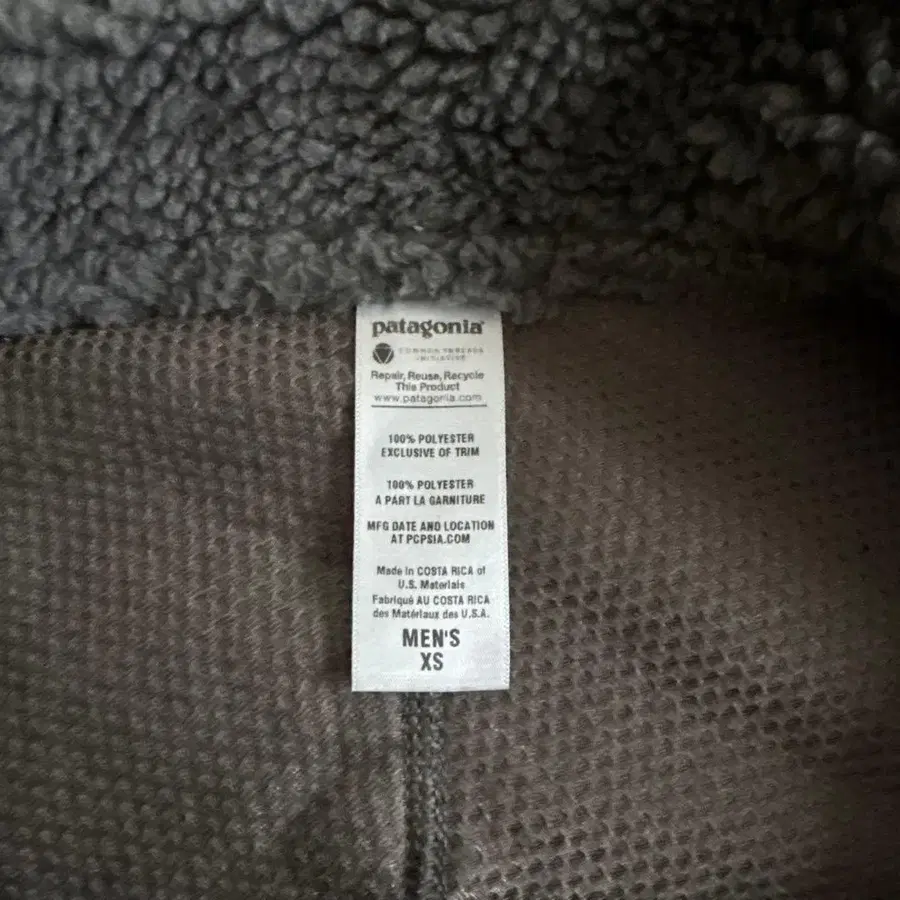 patagonia
COMMON THREADS
INITIATIVE
Repair, Reuse, Recycle
This Product
www.patagonia.com
100% POLYESTER
EXCLUSIVE OF TRIM
100% POLYESTER
A PART LA GARNITURE
MFG DATE AND LOCATION
AT PCPSIA.COM
Made in COSTA RICA of
U.S. Materials
Fabriqué AU COSTA RICA
des Matériaux des U.S.A.
MEN'S
XS